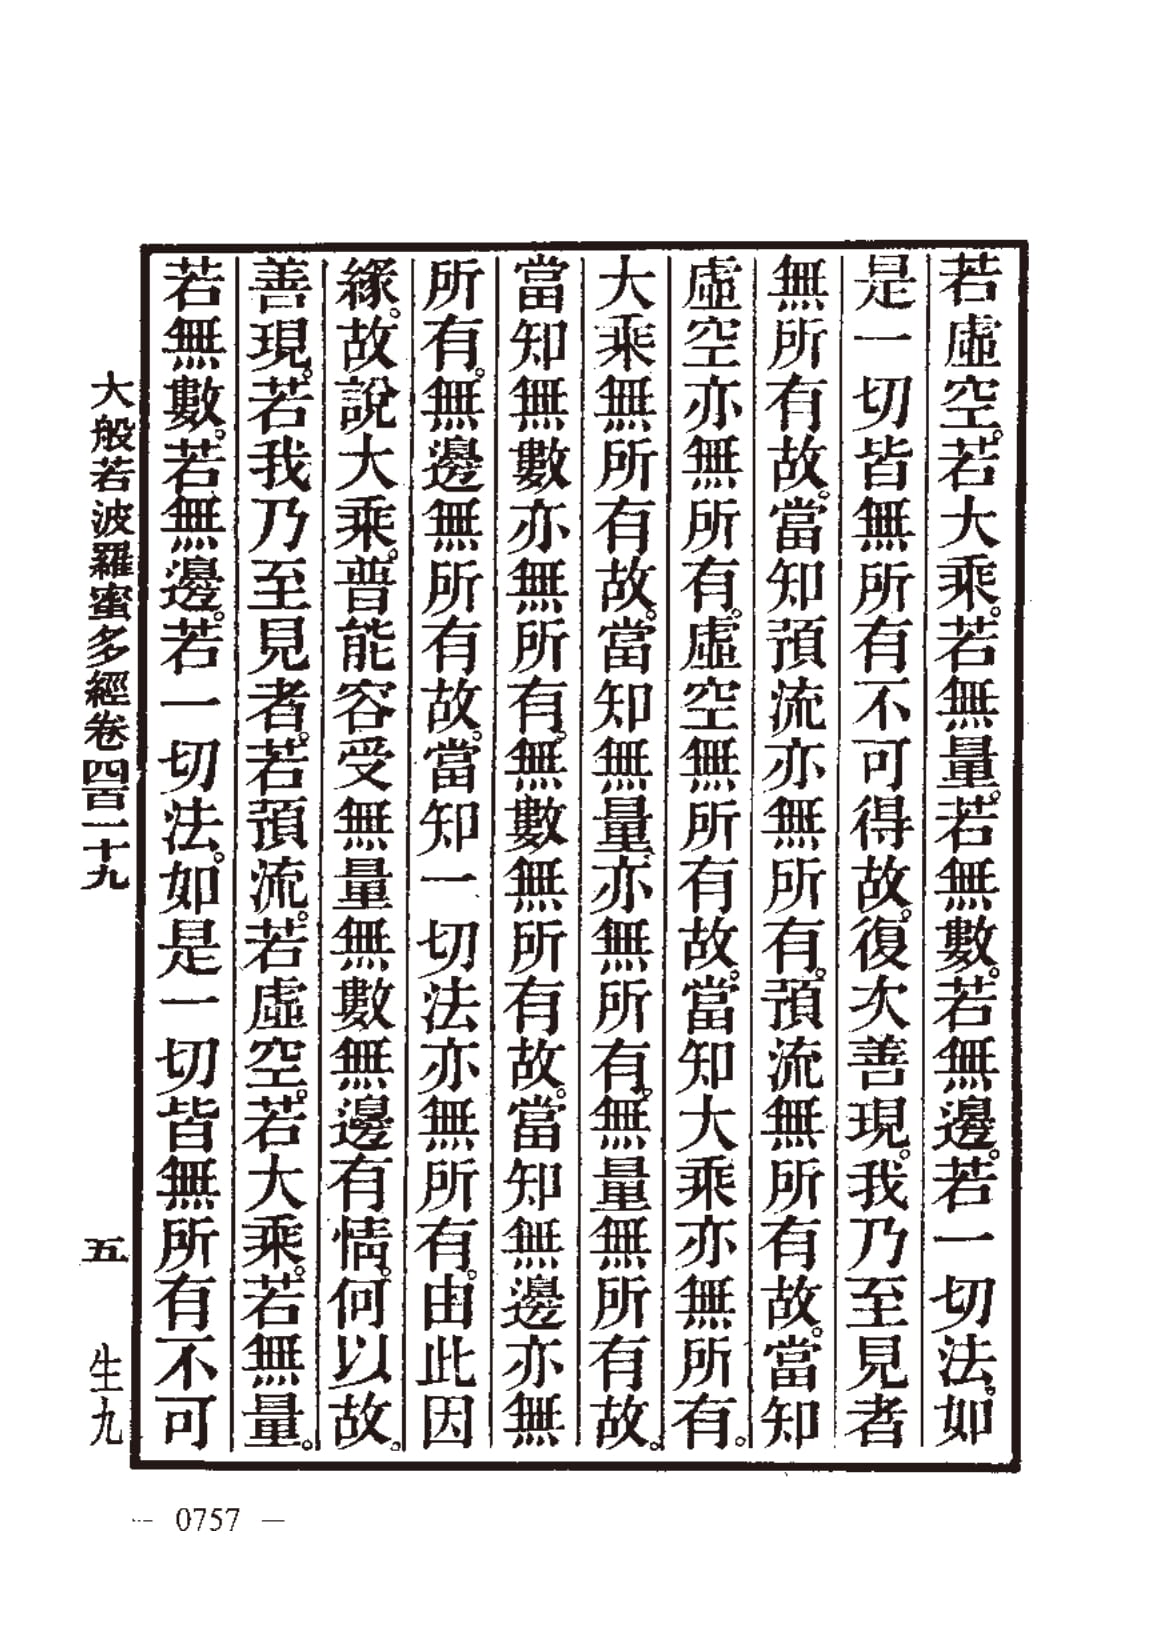 若虛空。若大乘。若無量。若無數。若無邊。若一切法。如
是一切皆無所有不可得故。復次善現。我乃至見者
無所有故。當知預流亦無所有。預流無所有故。當知
虛空亦無所有。虛空無所有故。當知大乘亦無所有。
大乘無所有故。當知無量亦無所有。無量無所有故。
當知無數亦無所有。無數無所有故。當知無邊亦無
所有。無邊無所有故。當知一切法亦無所有。由此因
緣。故說大乘。普能容受無量無數無邊有情。何以故。
善現。若我乃至見者。若預流。若虛空。若大乘。若無量。
若無數。若無邊。若一切法。如是一切皆無所有不可
大般若波羅蜜多經卷四百一十九 五 生九
— 0757 —